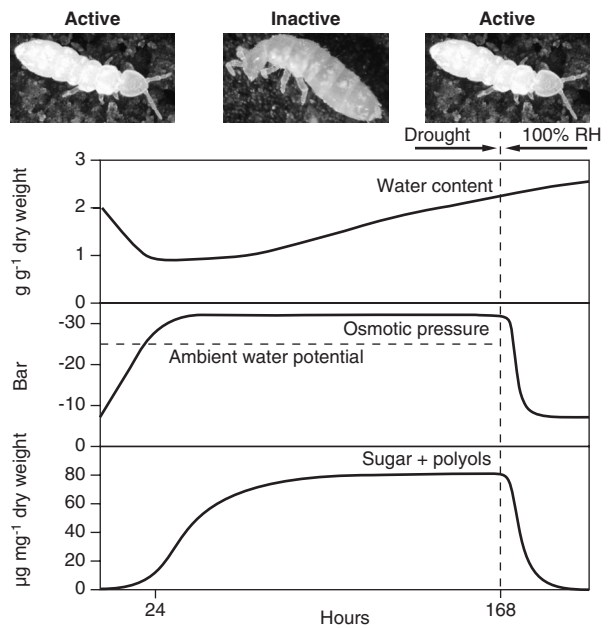 Active
Inactive
Active
Drought
100% RH
3
2
1
0
g g⁻¹ dry weight
Water content
-30
-20
-10
0
Bar
Osmotic pressure
Ambient water potential
80
60
40
20
0
µg mg⁻¹ dry weight
Sugar + polyols
24
Hours
168